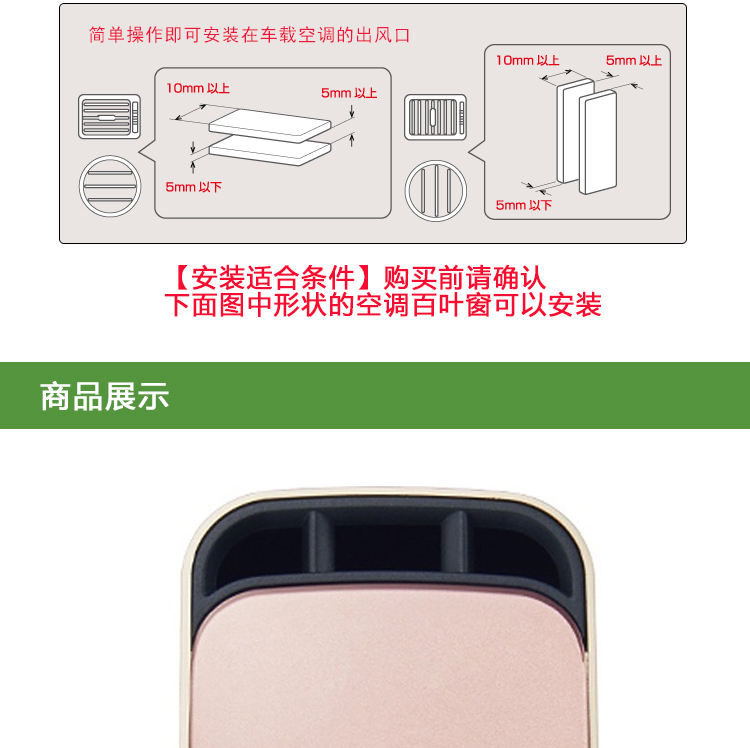 简单操作即可安装在车载空调的出风口
10mm 以上
5mm 以上
5mm 以下
10mm 以上
5mm 以上
5mm 以下
【安装适合条件】购买前请确认
下面图中形状的空调百叶窗可以安装
商品展示